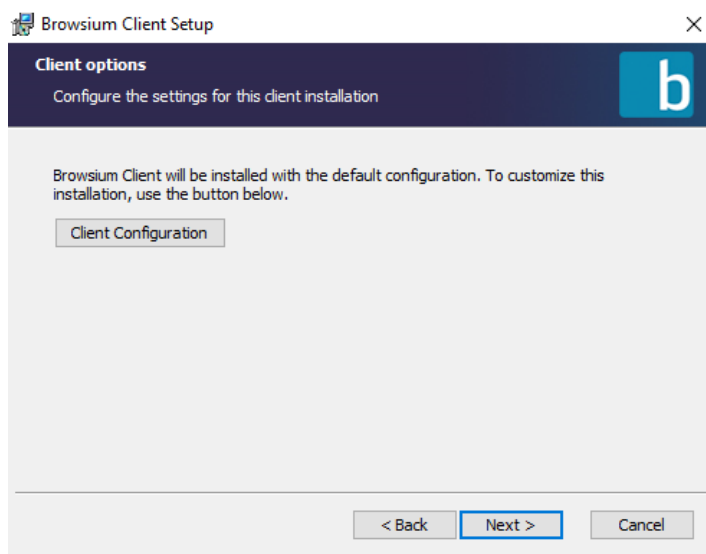 Browsium Client Setup
Client options
Configure the settings for this client installation
b
Browsium Client will be installed with the default configuration. To customize this
installation, use the button below.
Client Configuration
< Back Next > Cancel